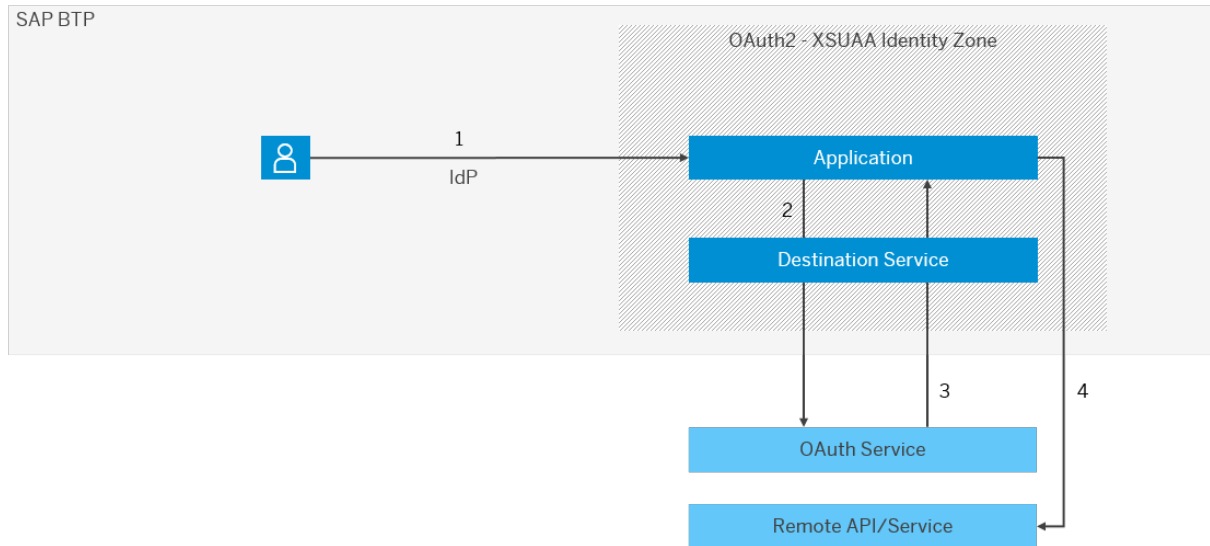 SAP BTP
OAuth2 - XSUAA Identity Zone
1
IdP
Application
2
Destination Service
3
4
OAuth Service
Remote API/Service